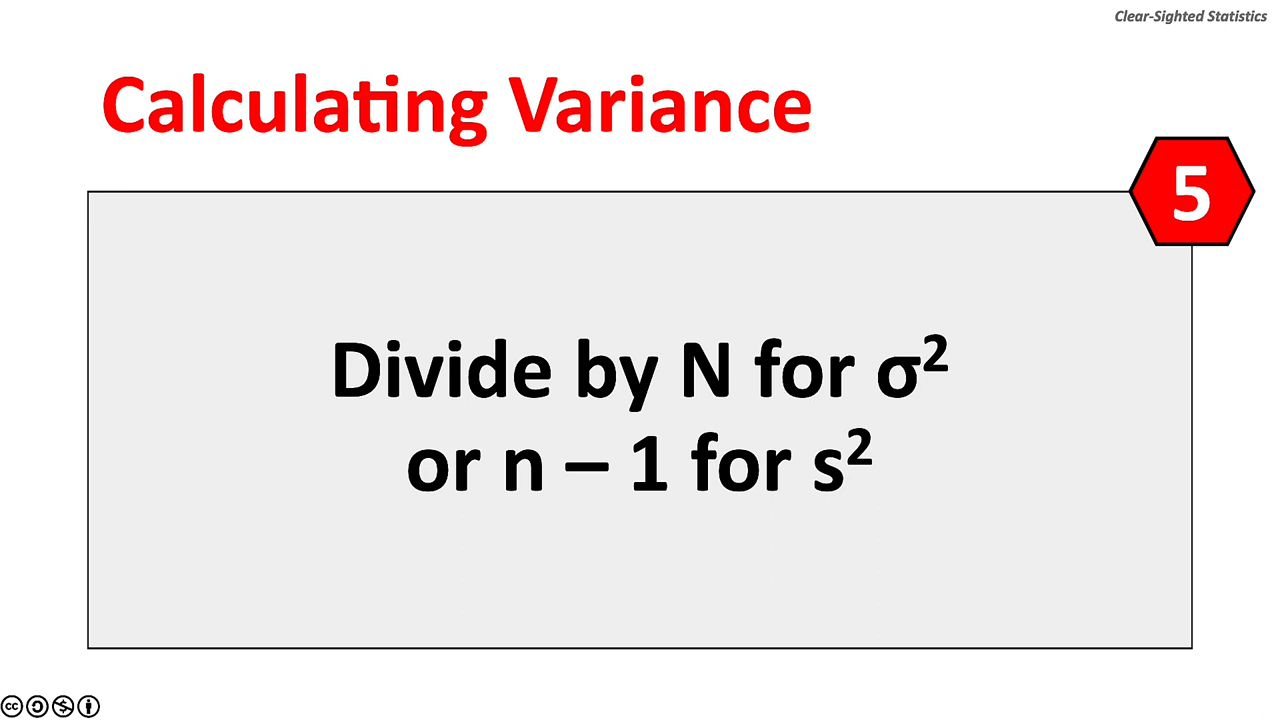 Clear-Sighted Statistics
Calculating Variance
5
Divide by N for σ²
or n – 1 for s²